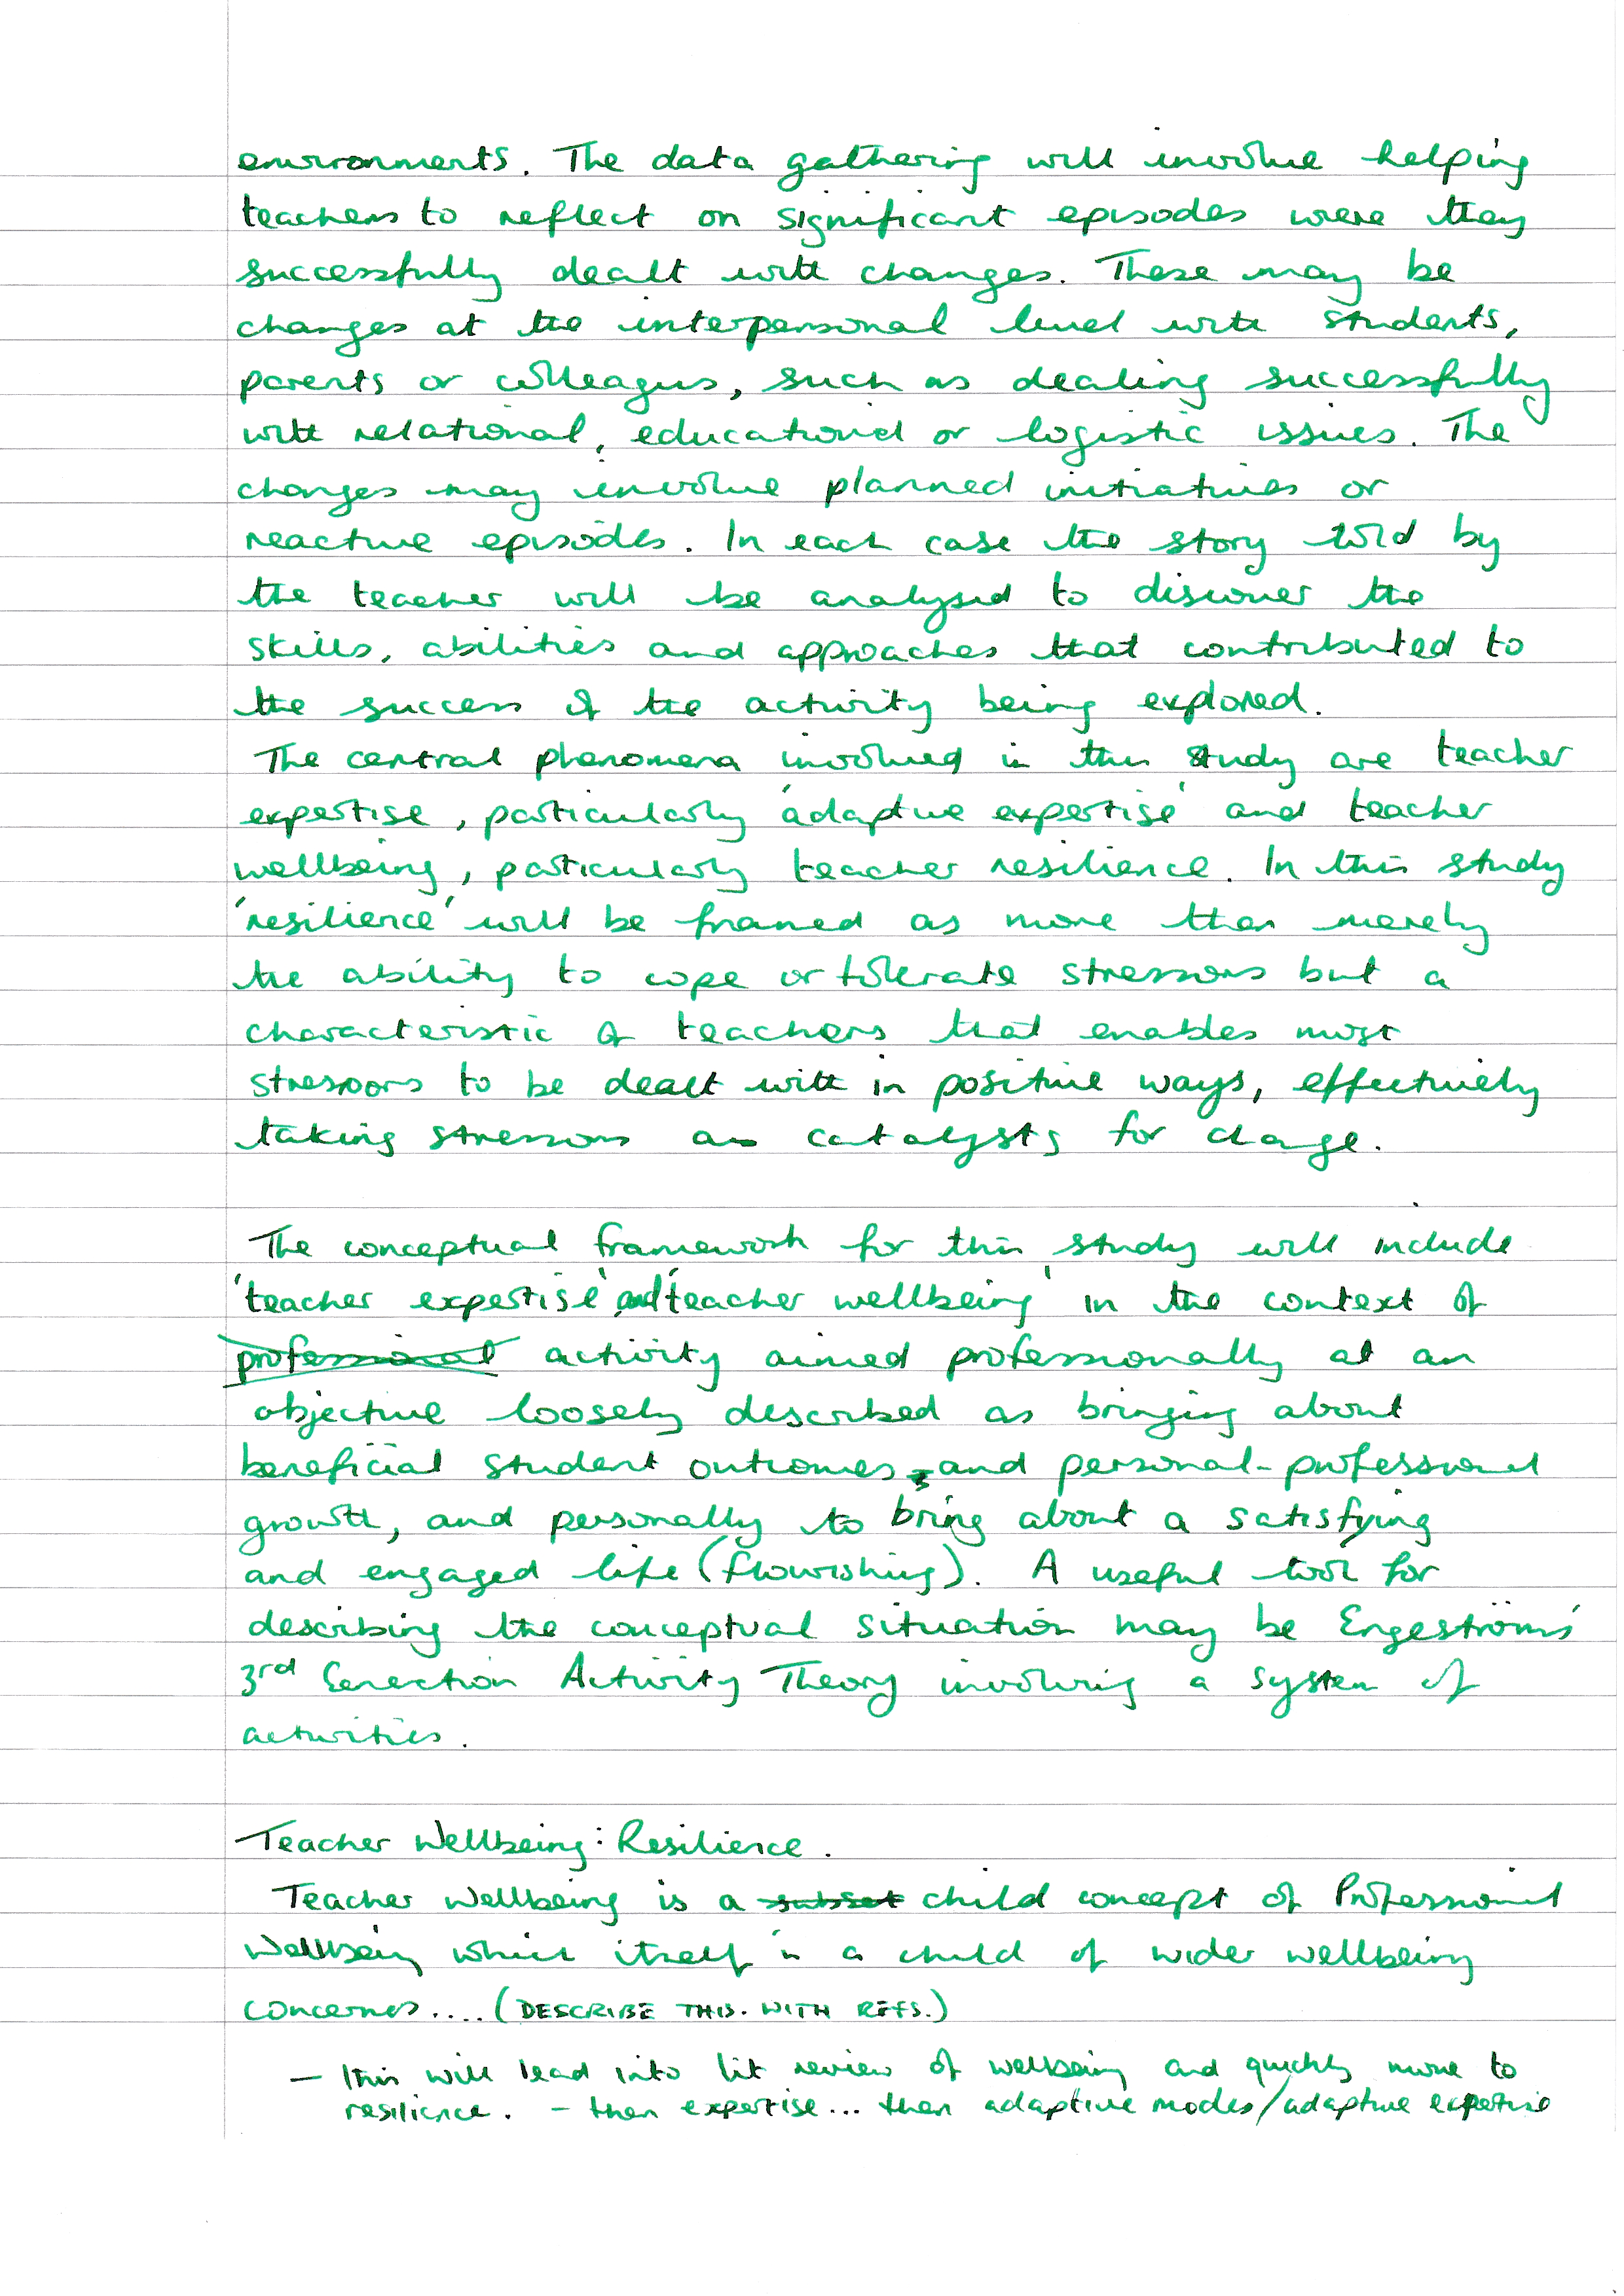 environments. The data gathering will involve helping
teachers to reflect on significant episodes were they
successfully dealt with changes. These may be
changes at the interpersonal level with students,
parents or colleagues, such as dealing successfully
with relational, educational or logistic issues. The
changes may involve planned initiatives or
reactive episodes. In each case the story told by
the teacher will be analysed to discover the
skills, abilities and approaches that contributed to
the success of the activity being explored.
The central phenomena involved in this study are teacher
expertise, particularly 'adaptive expertise' and teacher
wellbeing, particularly teacher resilience. In this study
'resilience' will be framed as more than merely
the ability to cope or tolerate stressors but a
characteristic of teachers that enables most
stressors to be dealt with in positive ways, effectively
taking stressors as catalysts for change.
The conceptual framework for this study will include
'teacher expertise' and 'teacher wellbeing' in the context of
professional activity aimed professionally at an
objective loosely described as bringing about
beneficial student outcomes, and personal-professional
growth, and personally to bring about a satisfying
and engaged life (flourishing). A useful tool for
describing the conceptual situation may be Engeström's
3rd Generation Activity Theory involving a system of
activities.
Teacher Wellbeing: Resilience.
Teacher Wellbeing is a subset child concept of Professional
Wellbeing which itself is a child of wider wellbeing
concerns.... (DESCRIBE THIS. WITH REFS.)
– this will lead into lit review of wellbeing and quickly move to
resilience. – then expertise... then adaptive modes/adaptive expertise